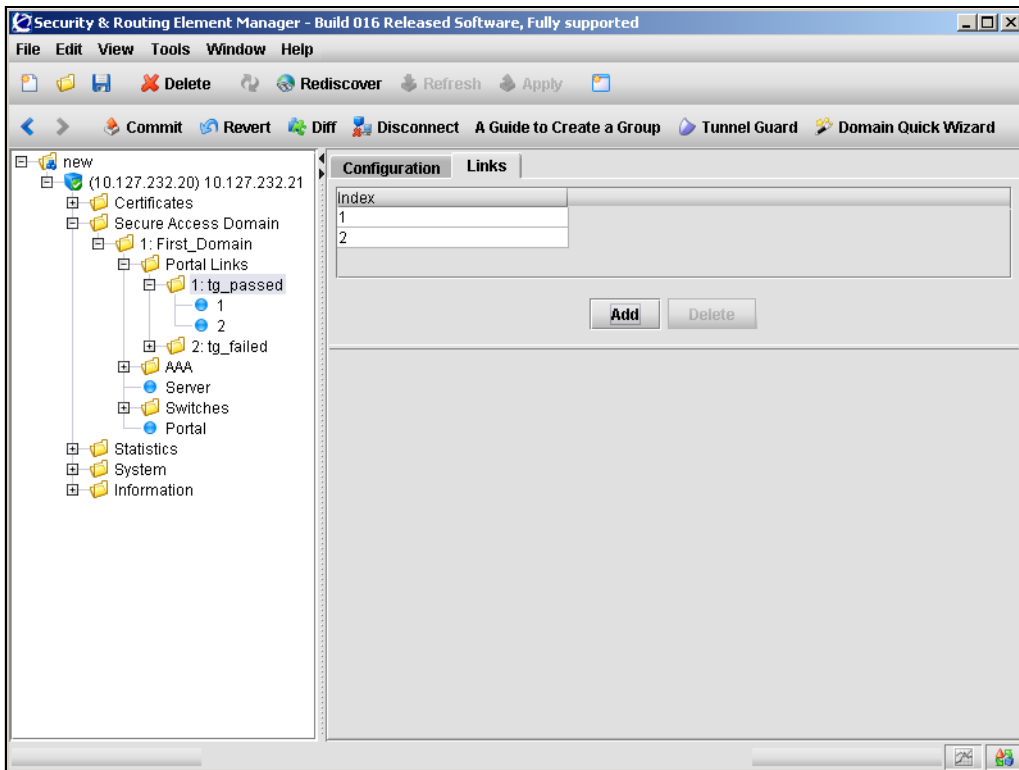 Security & Routing Element Manager - Build 016 Released Software, Fully supported
File Edit View Tools Window Help
Delete Rediscover Refresh Apply
Commit Revert Diff Disconnect A Guide to Create a Group Tunnel Guard Domain Quick Wizard
new
(10.127.232.20) 10.127.232.21
Certificates
Secure Access Domain
1: First_Domain
Portal Links
1: tg_passed
1
2
2: tg_failed
AAA
Server
Switches
Portal
Statistics
System
Information
Configuration Links
Index
1
2
Add Delete